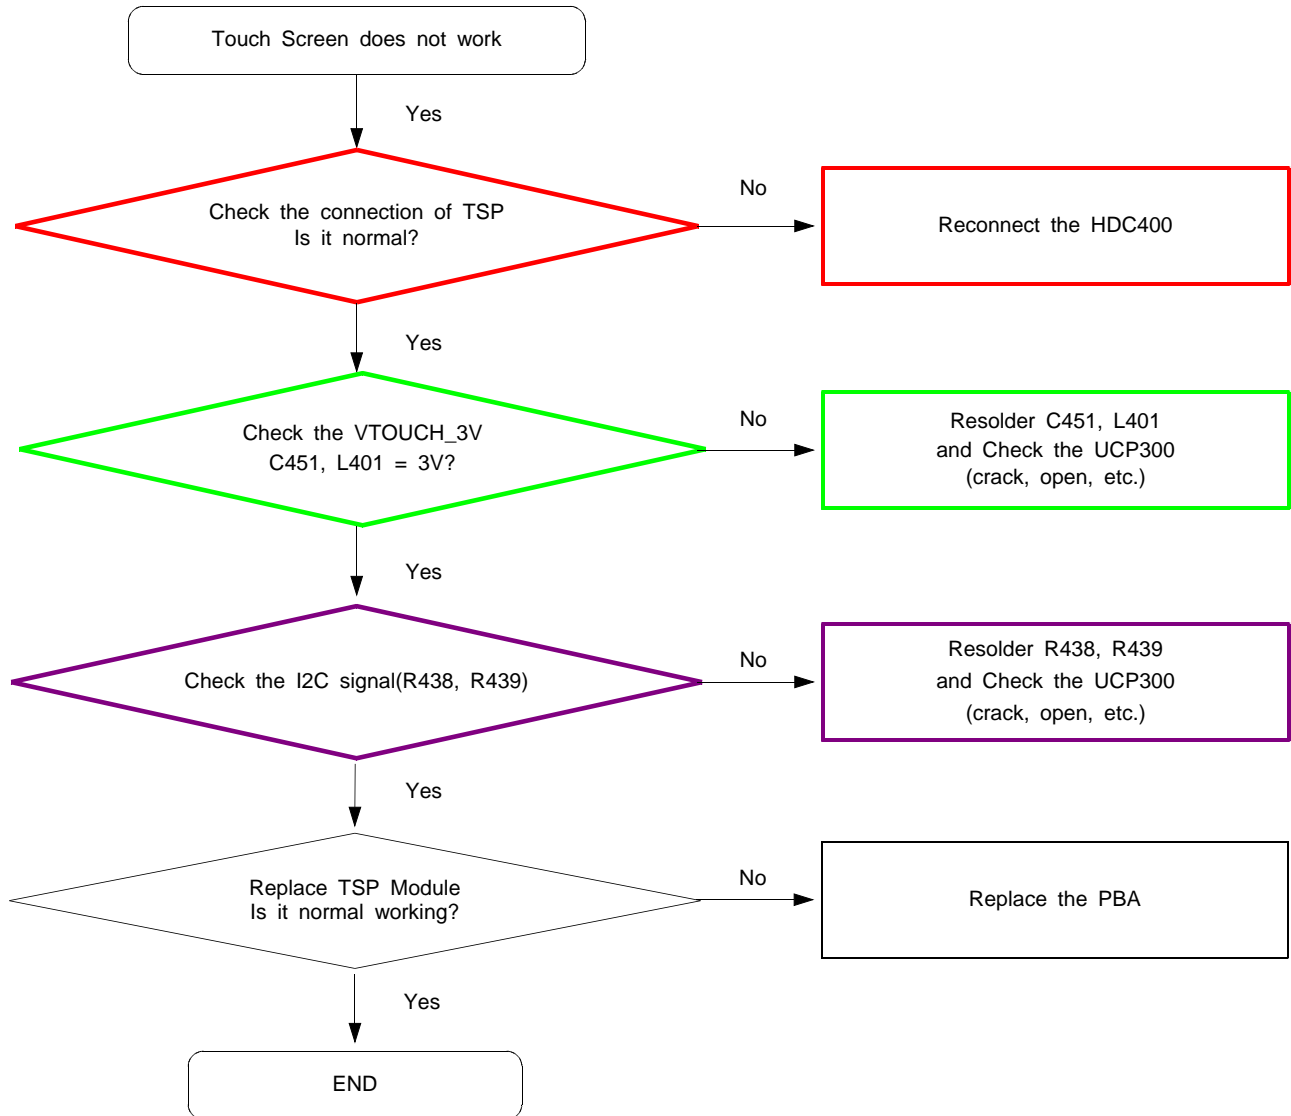 Touch Screen does not work
Yes
Check the connection of TSP
Is it normal?
No
Reconnect the HDC400
Yes
Check the VTOUCH_3V
C451, L401 = 3V?
No
Resolder C451, L401
and Check the UCP300
(crack, open, etc.)
Yes
Check the I2C signal(R438, R439)
No
Resolder R438, R439
and Check the UCP300
(crack, open, etc.)
Yes
Replace TSP Module
Is it normal working?
No
Replace the PBA
Yes
END